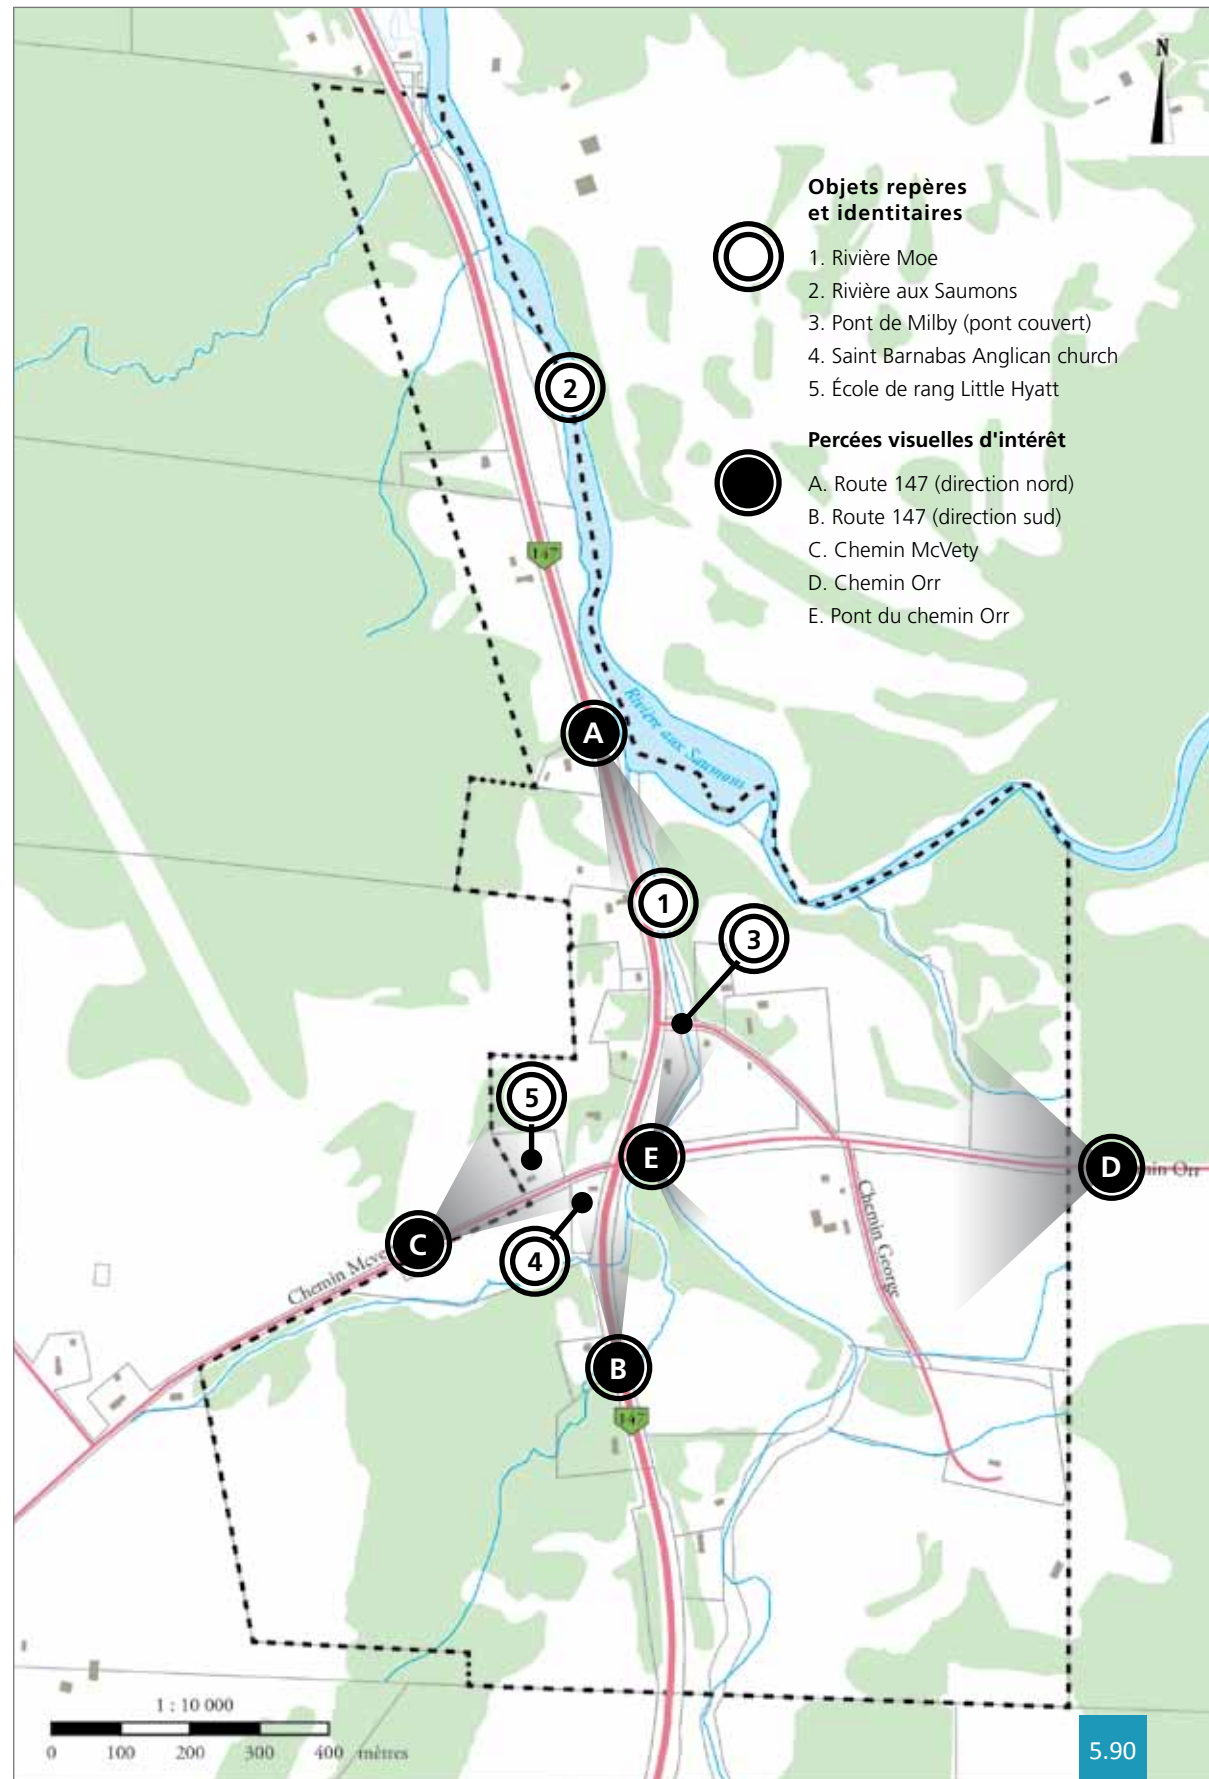 N
Objets repères
et identitaires
1. Rivière Moe
2. Rivière aux Saumons
3. Pont de Milby (pont couvert)
4. Saint Barnabas Anglican church
5. École de rang Little Hyatt
Percées visuelles d'intérêt
A. Route 147 (direction nord)
B. Route 147 (direction sud)
C. Chemin McVety
D. Chemin Orr
E. Pont du chemin Orr
2
147
Rivière aux Saumons
A
1
3
5
E
D
Orr
C
4
Chemin
Chemin George
B
147
1 : 10 000
0 100 200 300 400 mètres
5.90